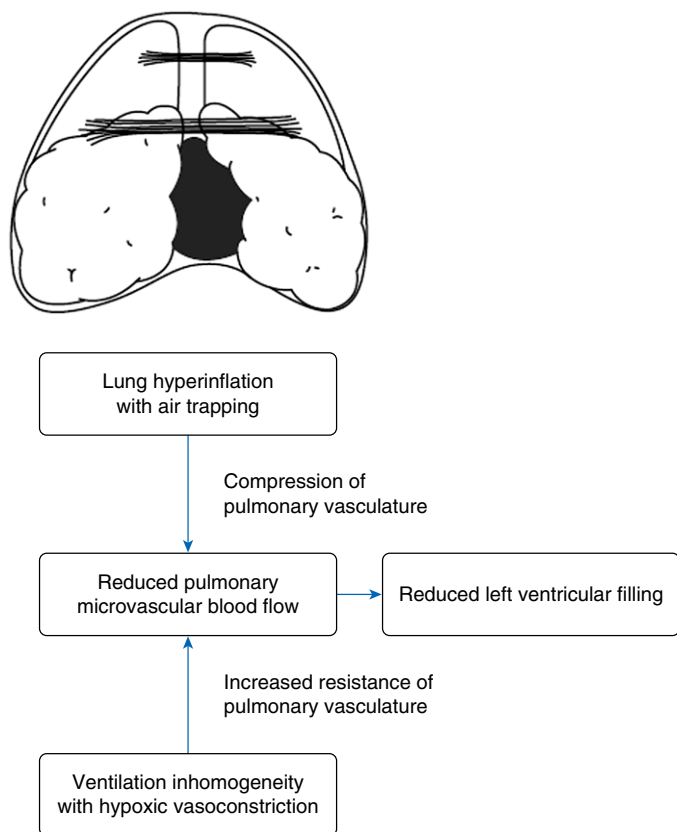 Lung hyperinflation
with air trapping
Compression of
pulmonary vasculature
Reduced pulmonary
microvascular blood flow
Reduced left ventricular filling
Increased resistance of
pulmonary vasculature
Ventilation inhomogeneity
with hypoxic vasoconstriction